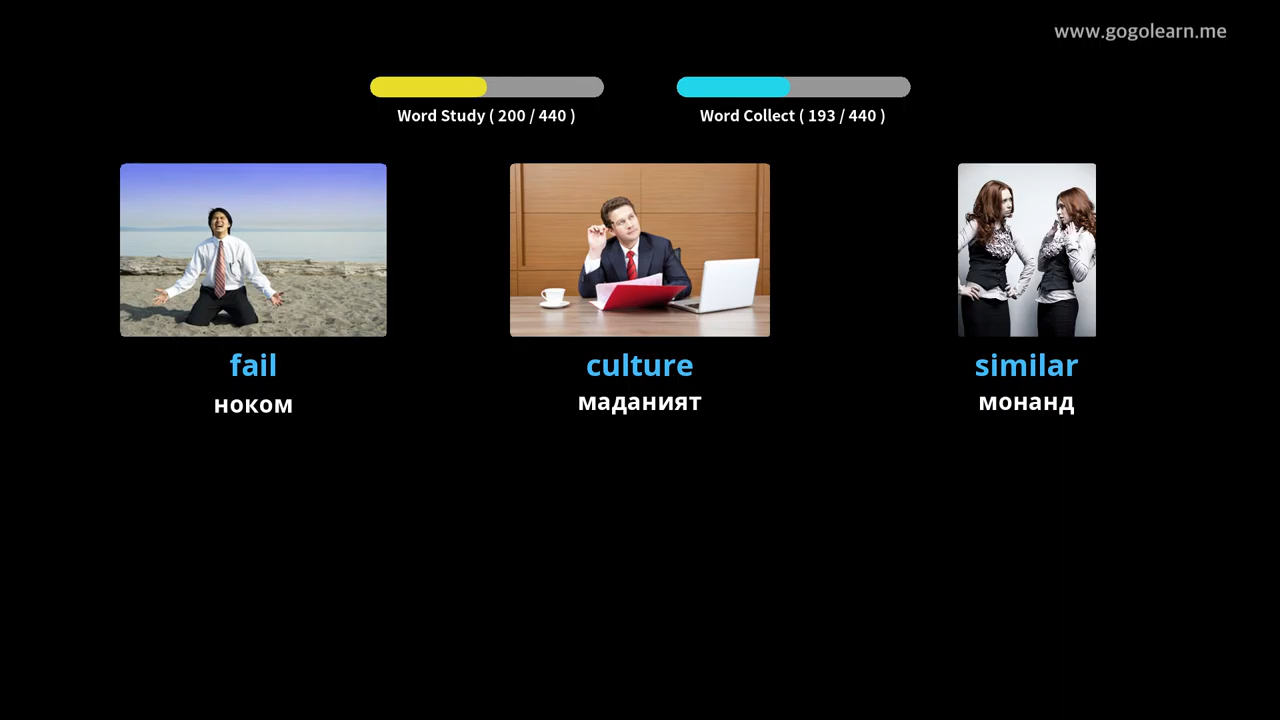 www.gogolearn.me
Word Study ( 200 / 440 )
Word Collect ( 193 / 440 )
fail
ноком
culture
маданият
similar
монанд